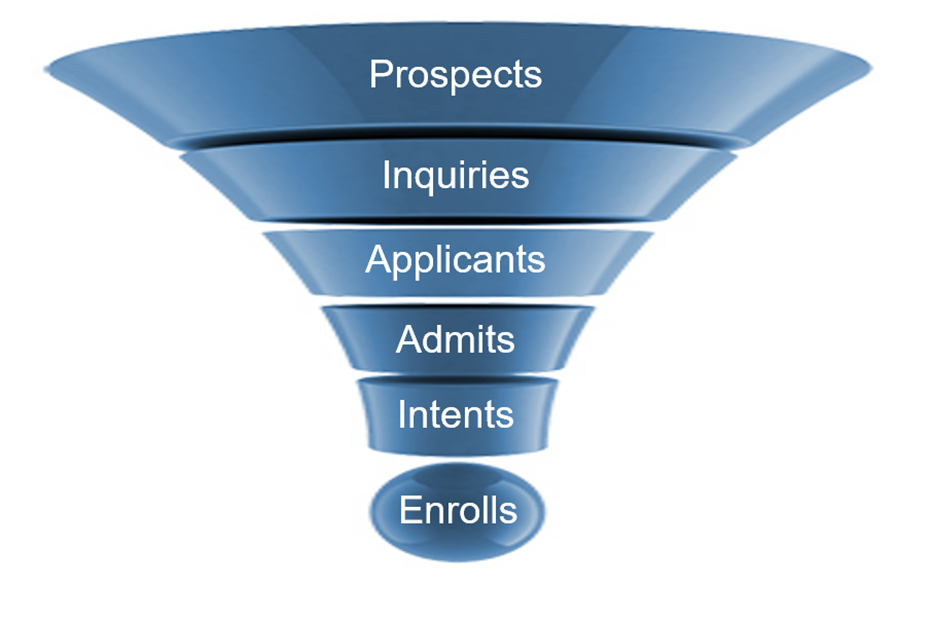 Prospects
Inquiries
Applicants
Admits
Intents
Enrolls